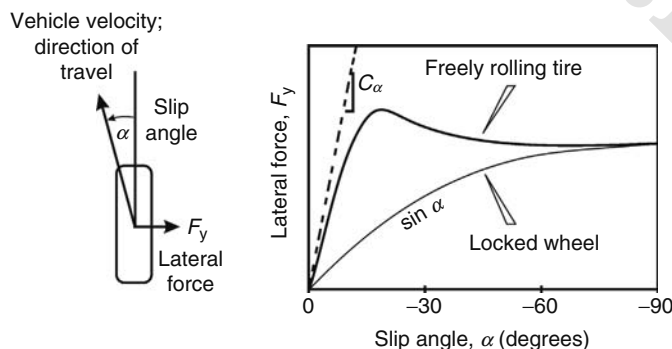 Vehicle velocity;
direction of
travel
Slip
angle
α
Fy
Lateral
force
Lateral force, Fy
Cα
Freely rolling tire
sin α
Locked wheel
0
−30
−60
−90
Slip angle, α (degrees)